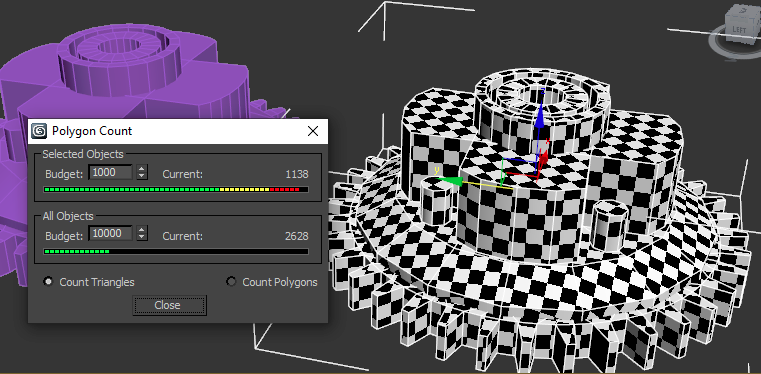 Polygon Count
Selected Objects
Budget: 1000 Current: 1138
All Objects
Budget: 10000 Current: 2628
Count Triangles Count Polygons
Close
LEFT